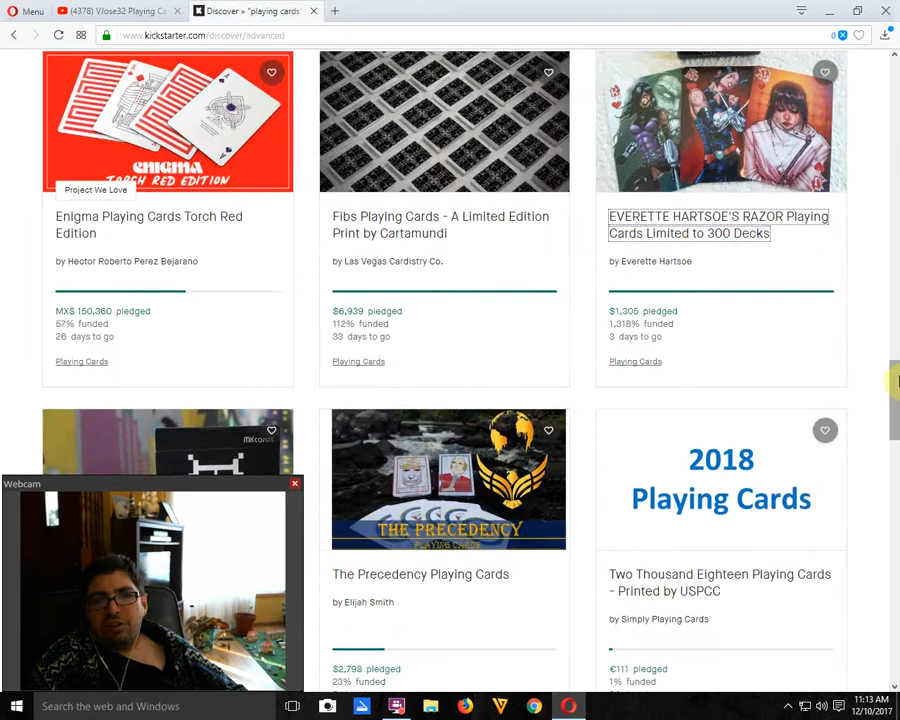 Menu
(4378) VJose32 Playing C
Discover » "playing cards"
www.kickstarter.com/discover/advanced
0
enigma
TORCH RED EDITION
Project We Love
Enigma Playing Cards Torch Red
Edition
by Hector Roberto Perez Bejarano
MX$ 150,360 pledged
57% funded
26 days to go
Playing Cards
Fibs Playing Cards - A Limited Edition
Print by Cartamundi
by Las Vegas Cardistry Co.
$6,939 pledged
112% funded
33 days to go
Playing Cards
EVERETTE HARTSOE'S RAZOR Playing
Cards Limited to 300 Decks
by Everette Hartsoe
$1,305 pledged
1,318% funded
3 days to go
Playing Cards
MKcards
Webcam
THE PRECEDENCY
PLAYING CARDS
The Precedency Playing Cards
by Elijah Smith
$2,798 pledged
23% funded
2018
Playing Cards
Two Thousand Eighteen Playing Cards
- Printed by USPCC
by Simply Playing Cards
€111 pledged
1% funded
Search the web and Windows
11:13 AM
12/10/2017